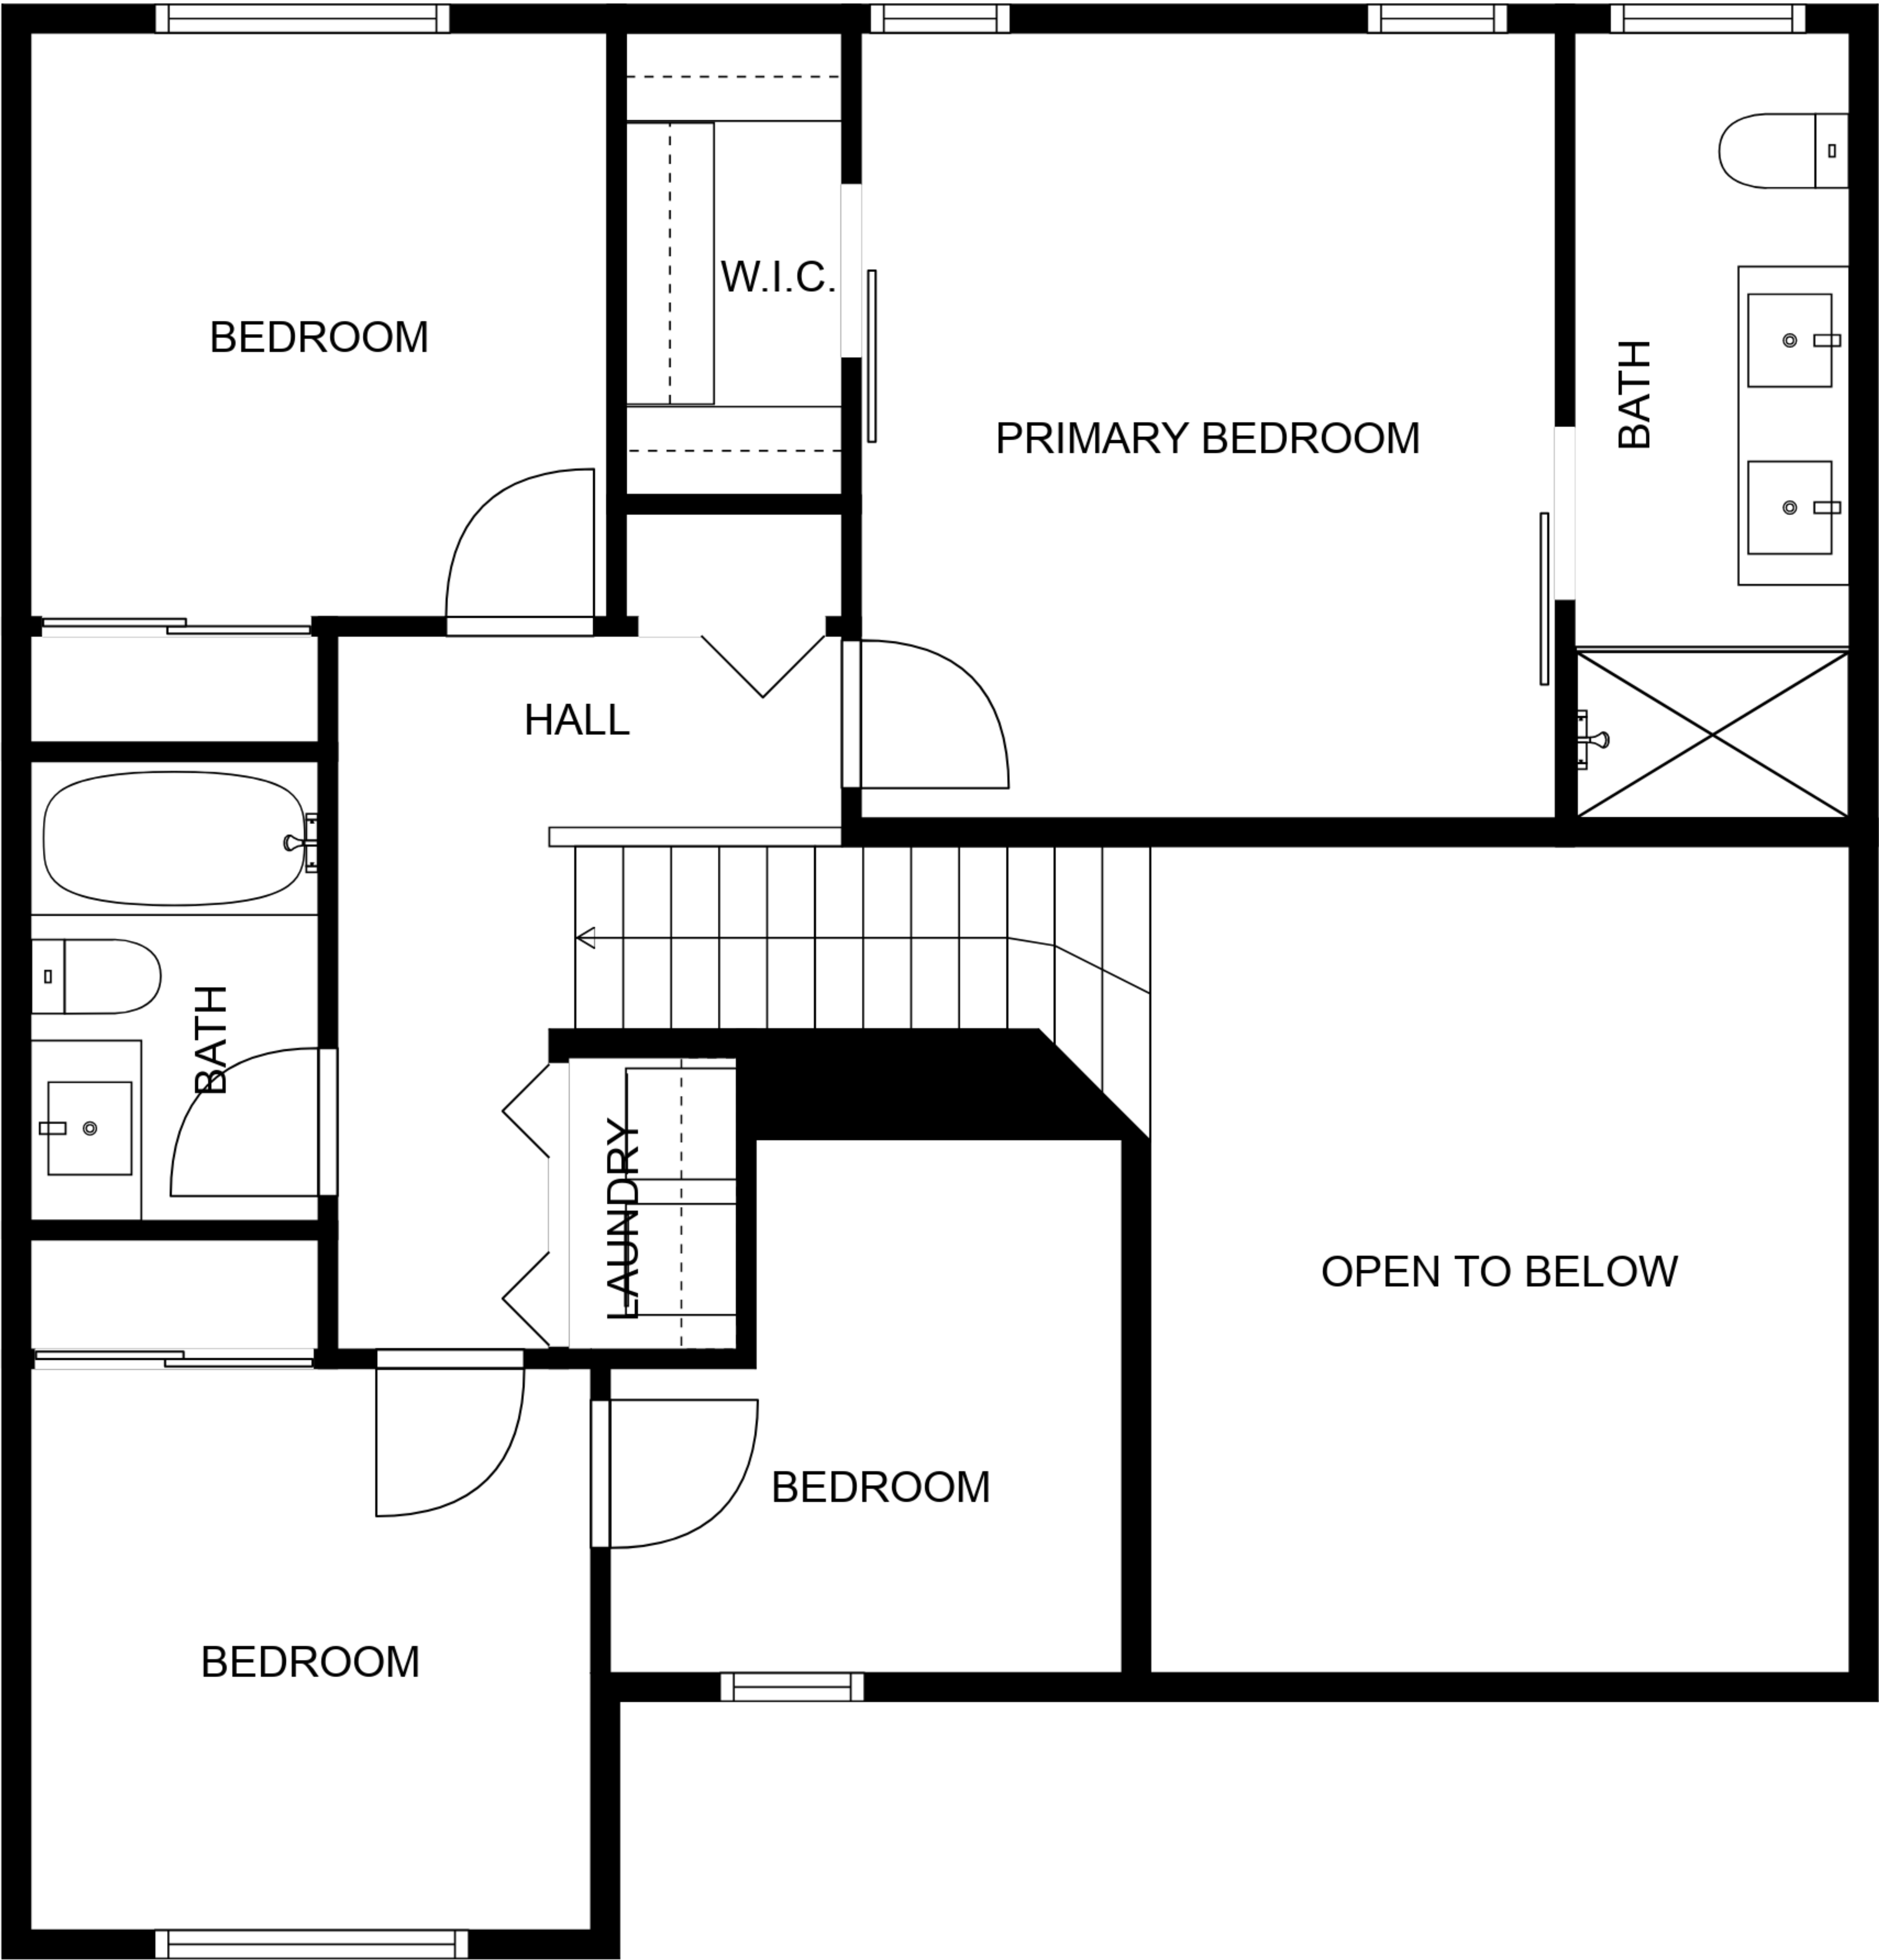 W.I.C.
BEDROOM
PRIMARY BEDROOM
BATH
HALL
BATH
LAUNDRY
OPEN TO BELOW
BEDROOM
BEDROOM